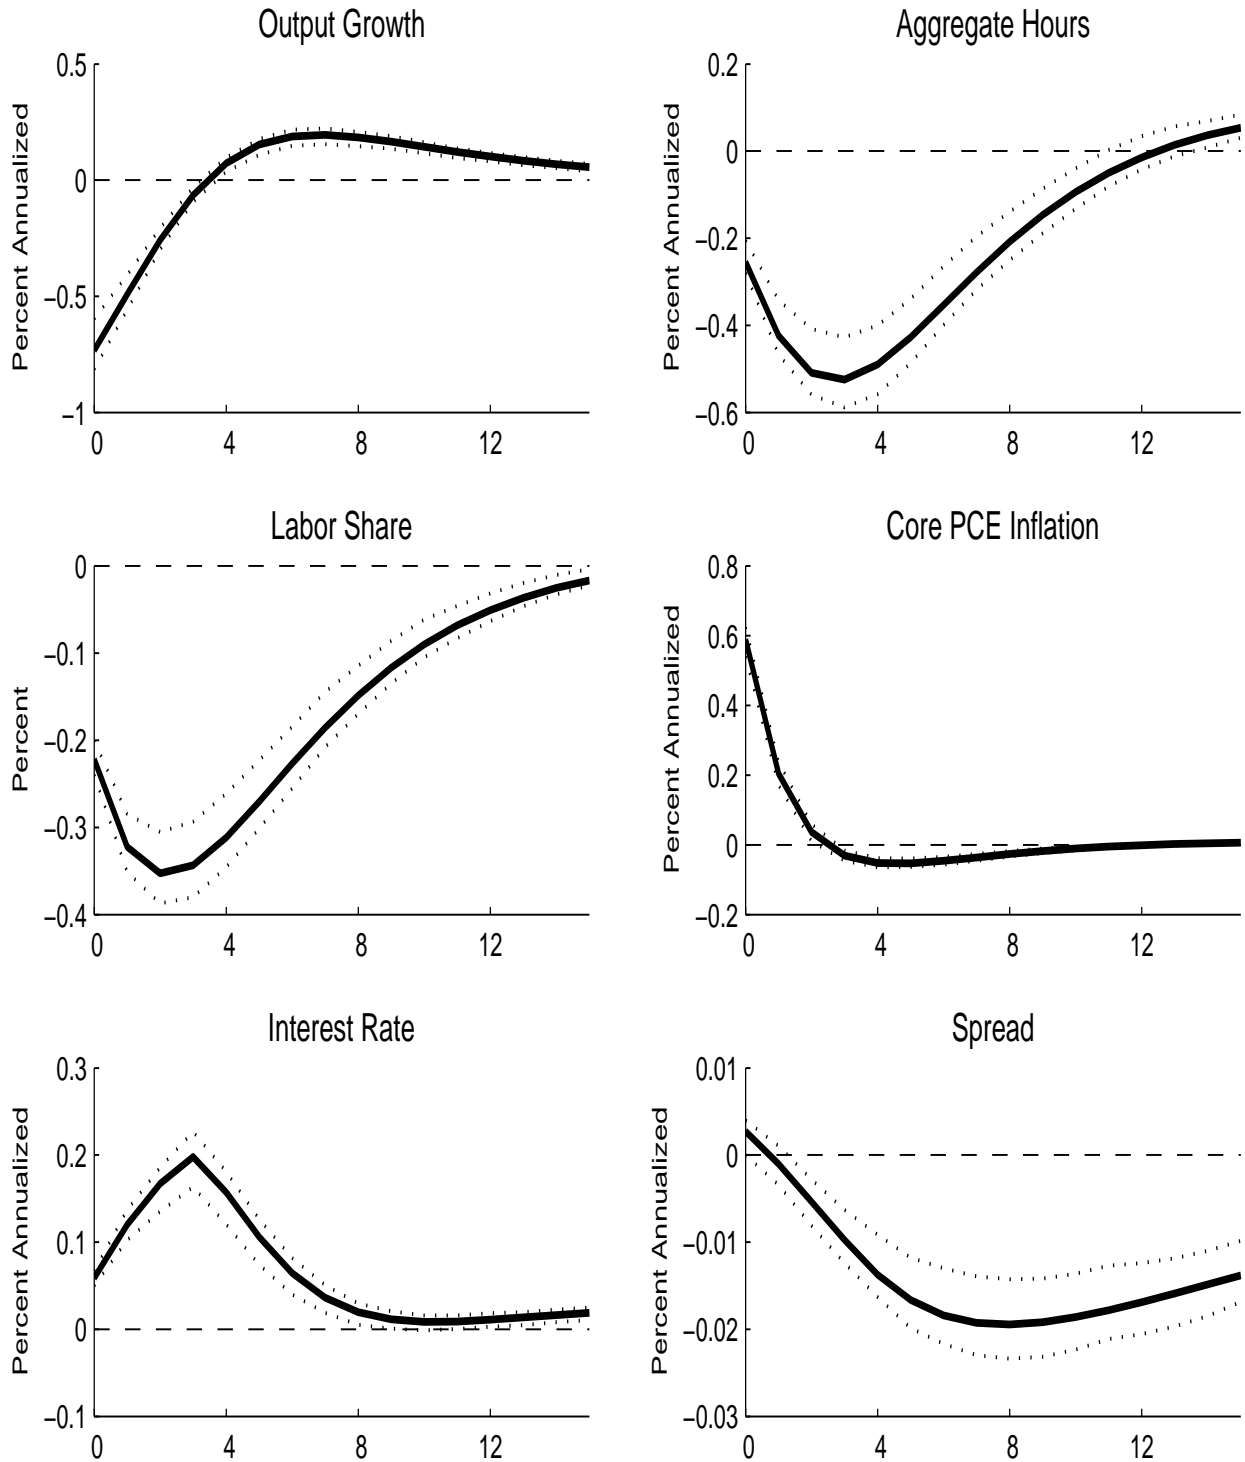 Output Growth
Percent Annualized
0.5
0
−0.5
−1
0 4 8 12
Aggregate Hours
Percent Annualized
0.2
0
−0.2
−0.4
−0.6
0 4 8 12
Labor Share
Percent
0
−0.1
−0.2
−0.3
−0.4
0 4 8 12
Core PCE Inflation
Percent Annualized
0.8
0.6
0.4
0.2
0
−0.2
0 4 8 12
Interest Rate
Percent Annualized
0.3
0.2
0.1
0
−0.1
0 4 8 12
Spread
Percent Annualized
0.01
0
−0.01
−0.02
−0.03
0 4 8 12